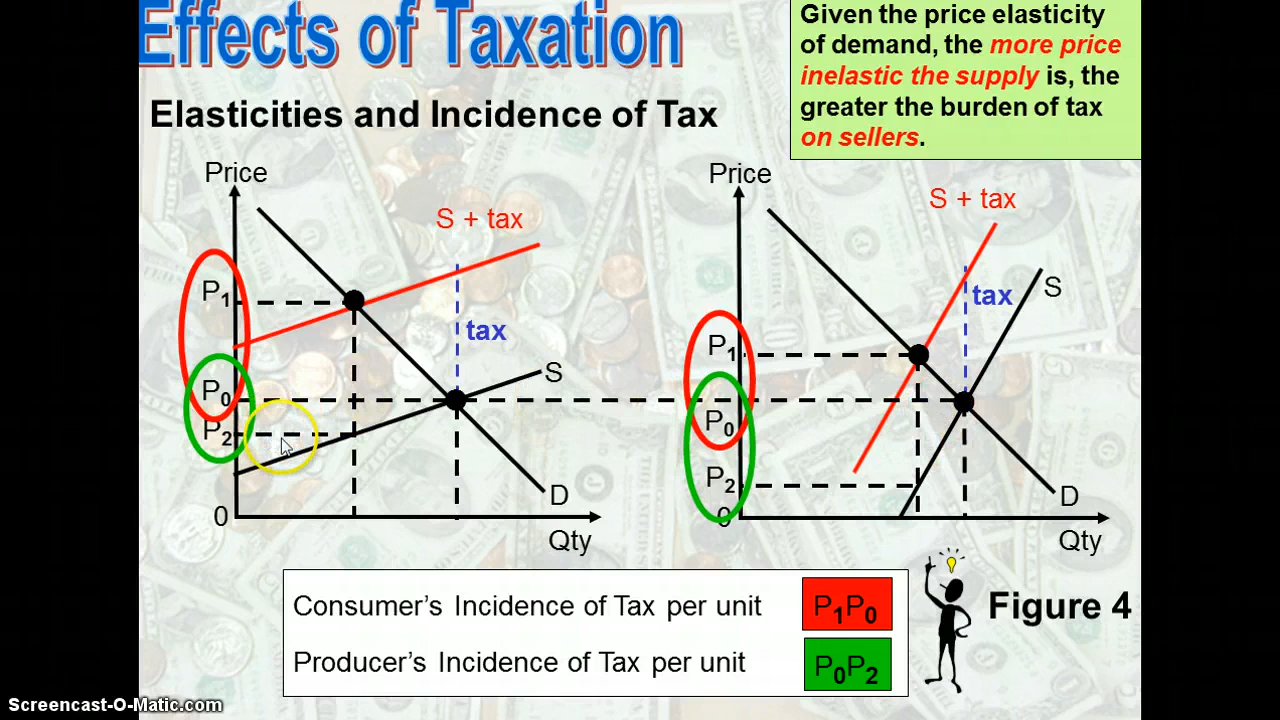 Effects of Taxation
Given the price elasticity
of demand, the more price
inelastic the supply is, the
greater the burden of tax
on sellers.
Elasticities and Incidence of Tax
Price
S + tax
P1
tax
P0
S
P2
D
0
Qty
Price
S + tax
S
tax
P1
P0
P2
D
0
Qty
Consumer's Incidence of Tax per unit P1P0
Producer's Incidence of Tax per unit P0P2
Figure 4
Screencast-O-Matic.com